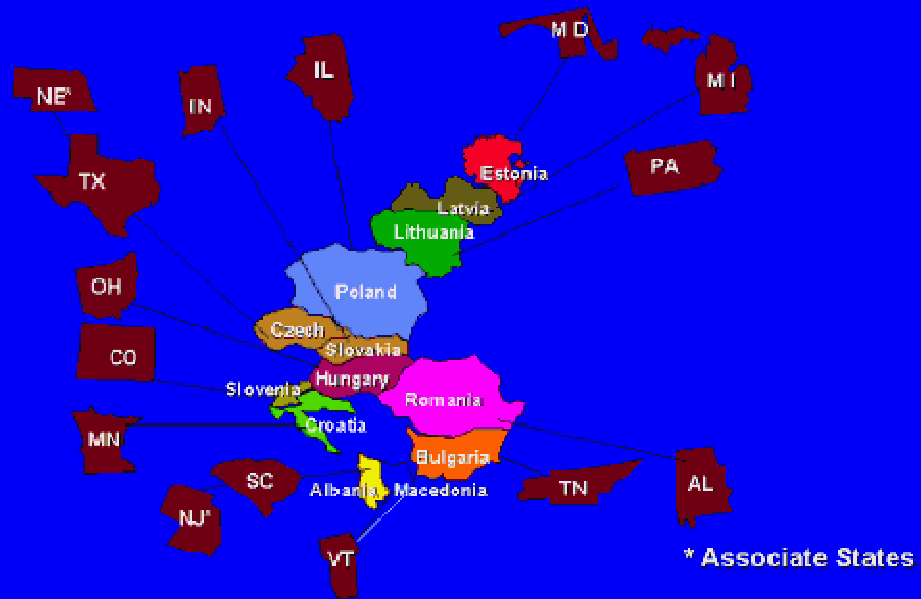 MD
IL
MI
NE*
IN
PA
Estonia
TX
Latvia
Lithuania
OH
Poland
Czech
CO
Slovakia
Hungary
Slovenia
Romania
Croatia
MN
Bulgaria
SC
Albania
Macedonia
TN
AL
NJ*
VT
* Associate States